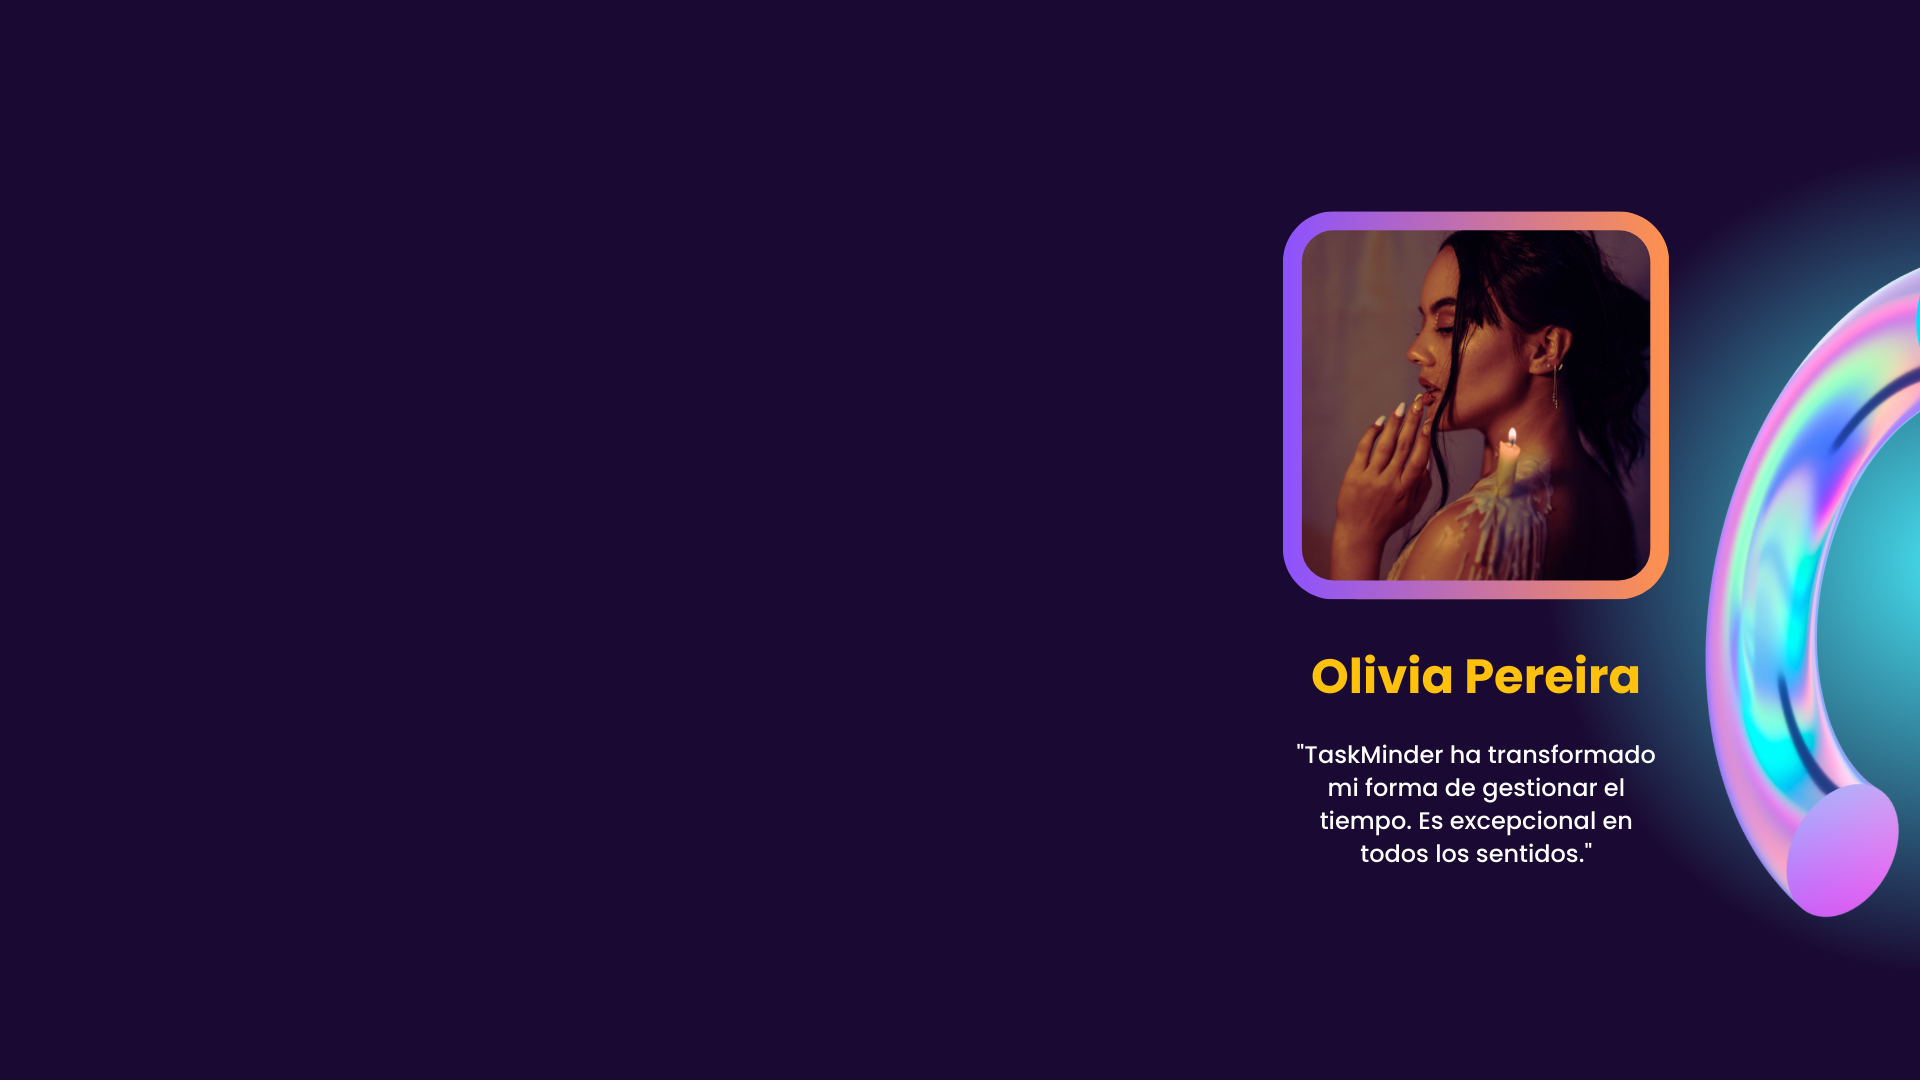 Olivia Pereira
"TaskMinder ha transformado
mi forma de gestionar el
tiempo. Es excepcional en
todos los sentidos."